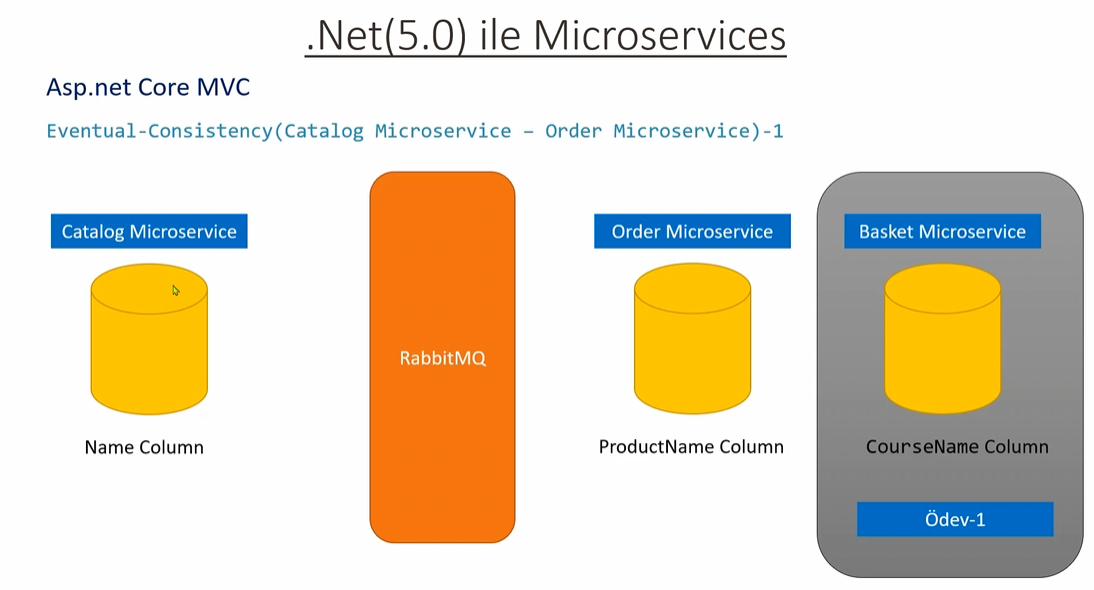 .Net(5.0) ile Microservices
Asp.net Core MVC
Eventual-Consistency(Catalog Microservice – Order Microservice)-1
Catalog Microservice
Order Microservice
Basket Microservice
RabbitMQ
Name Column
ProductName Column
CourseName Column
Ödev-1